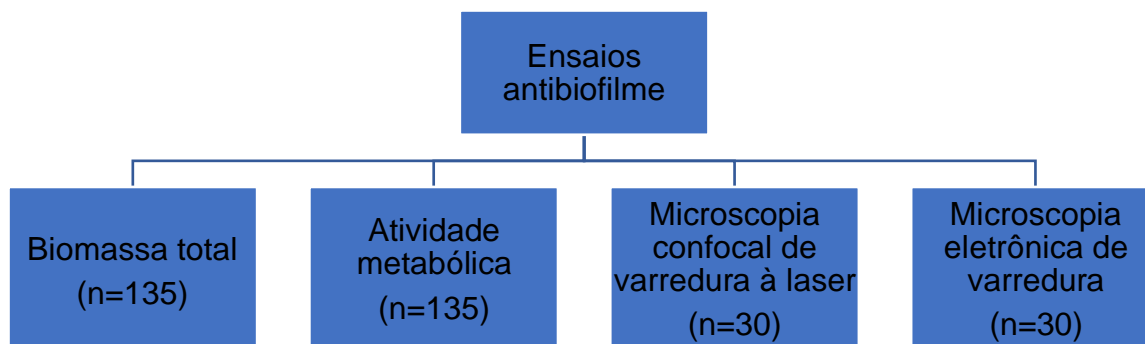 Ensaios
antibiofilme
Biomassa total
(n=135)
Atividade
metabólica
(n=135)
Microscopia
confocal de
varredura à laser
(n=30)
Microscopia
eletrônica de
varredura
(n=30)